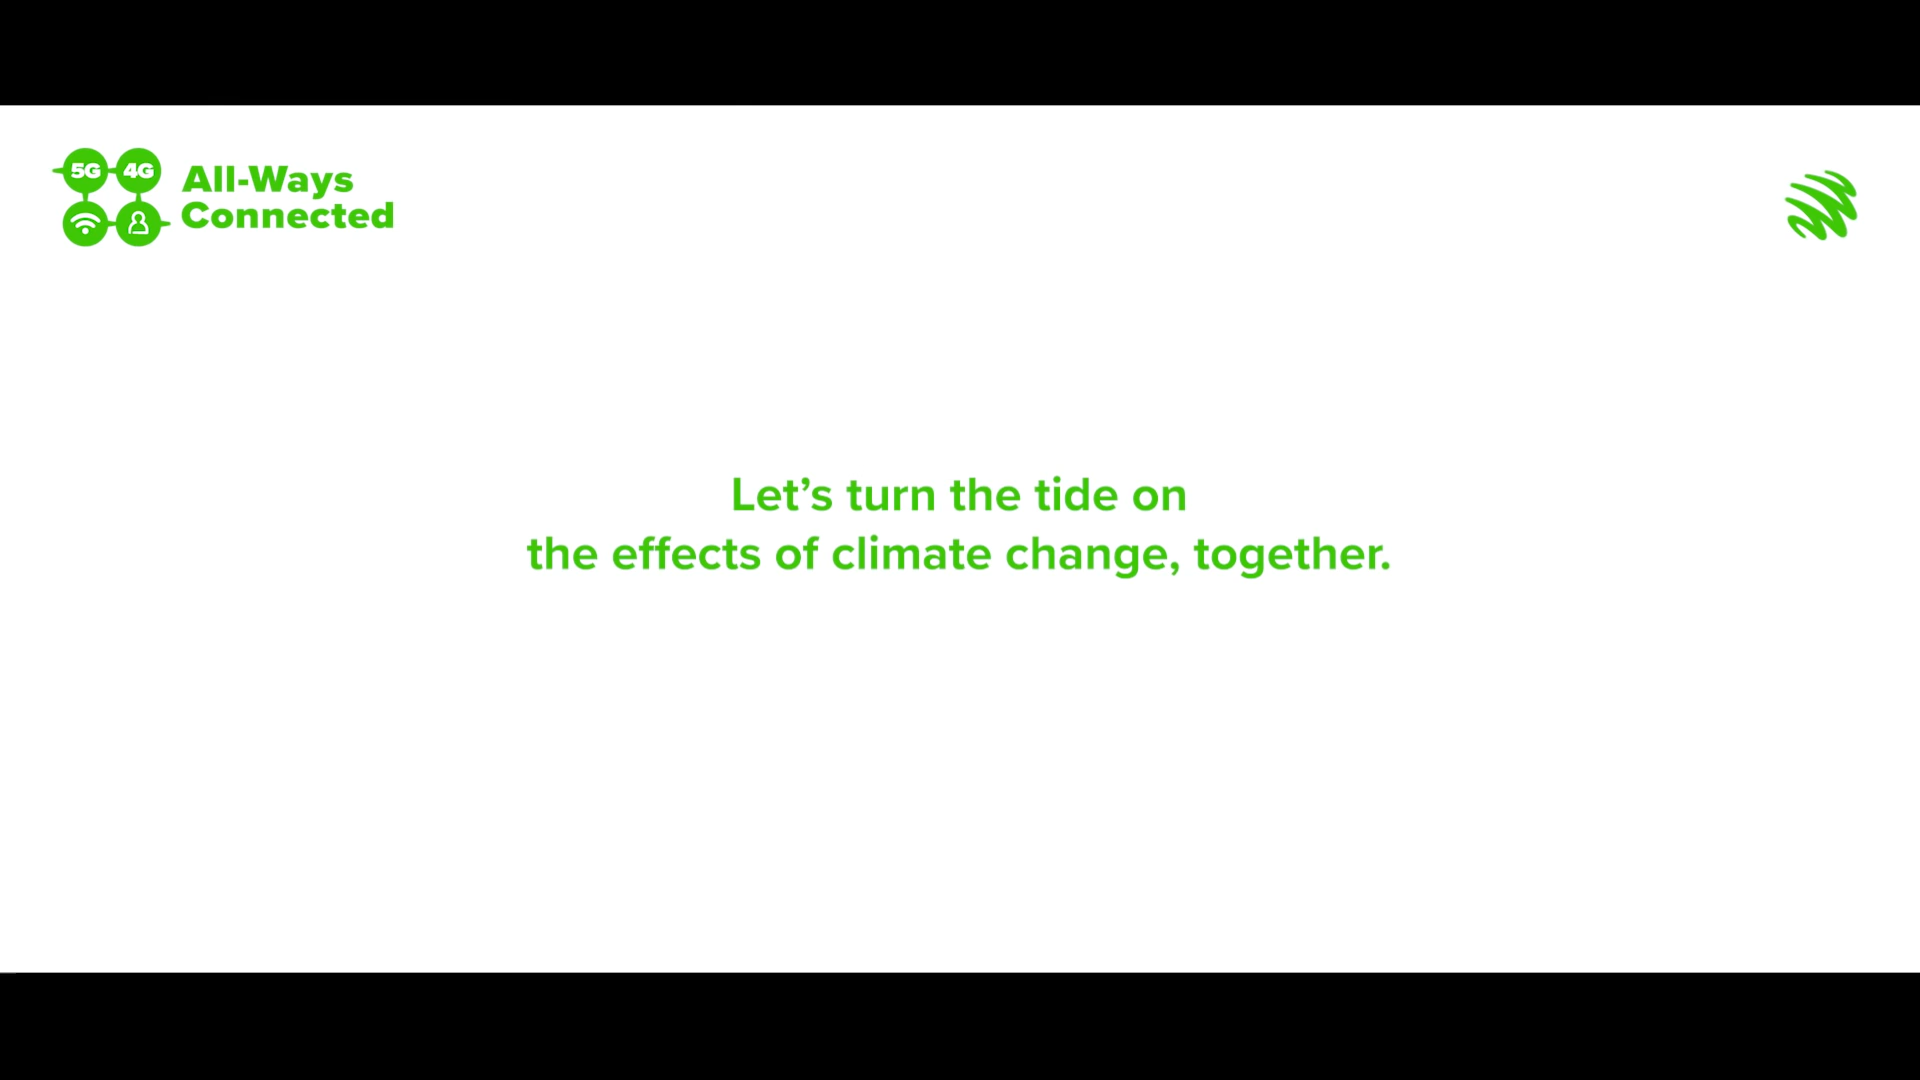 5G 4G
All-Ways
Connected
Let’s turn the tide on
the effects of climate change, together.